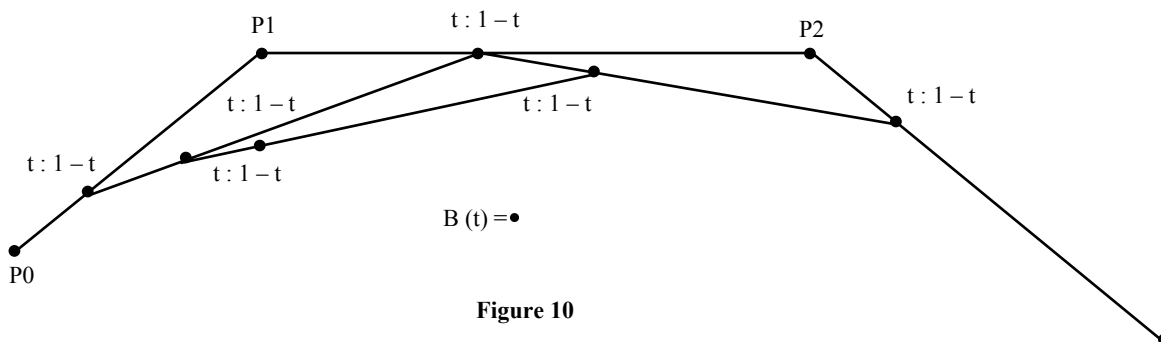 t : 1 – t
P1
P2
t : 1 – t
t : 1 – t
t : 1 – t
t : 1 – t
t : 1 – t
B (t) =
P0
Figure 10